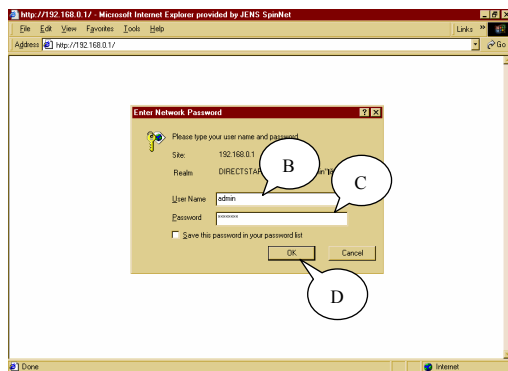 http://192.168.0.1/ - Microsoft Internet Explorer provided by JENS SpinNet
File Edit View Favorites Tools Help Links »
Address http://192.168.0.1/ Go
Enter Network Password
Please type your user name and password.
Site: 192.168.0.1
Realm
B
C
User Name admin
Password ××××××××
Save this password in your password list
OK Cancel
D
Done Internet